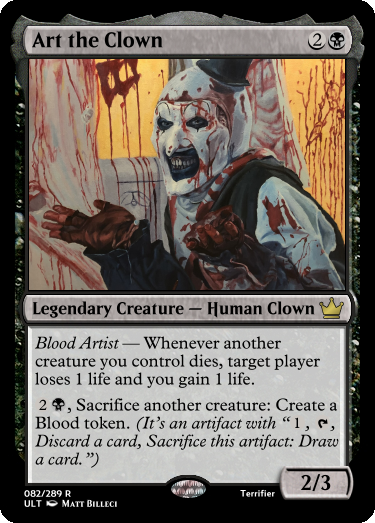 Art the Clown 2
Legendary Creature — Human Clown
Blood Artist — Whenever another
creature you control dies, target player
loses 1 life and you gain 1 life.
2 , Sacrifice another creature: Create a
Blood token. (It's an artifact with “1, ,
Discard a card, Sacrifice this artifact: Draw
a card.”)
2/3
082/289 R
Terrifier
ULT Matt Billeci